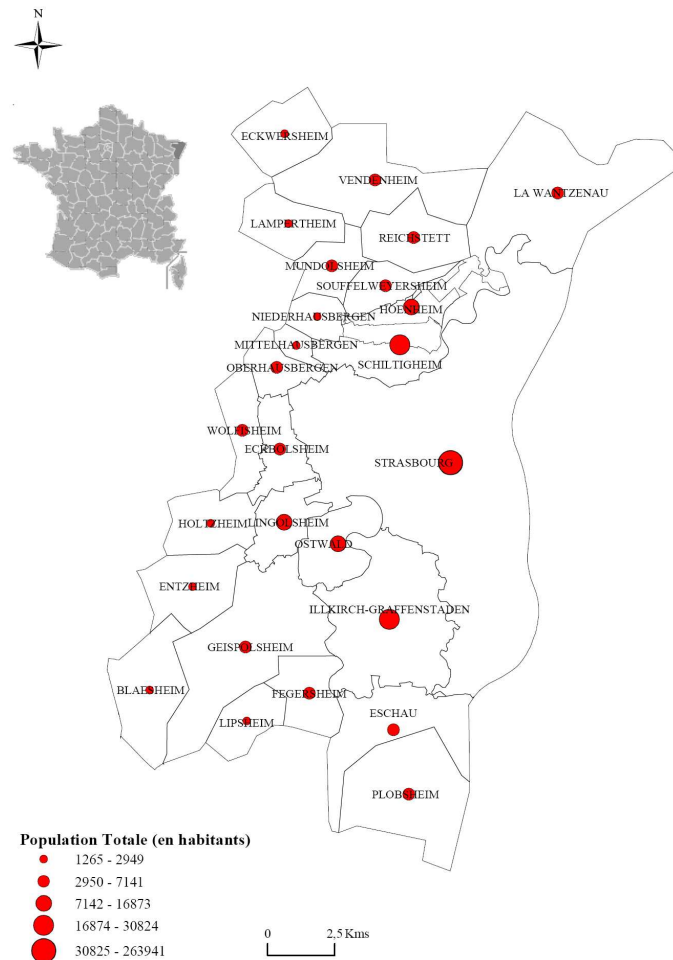 N
ECKWERSHEIM
VENDENHEIM
LA WANTZENAU
LAMPERTHEIM
REICHSTETT
MUNDOLSHEIM
SOUFFELWEYERSHEIM
HOENHEIM
NIEDERHAUSBERGEN
MITTELHAUSBERGEN
SCHILTIGHEIM
OBERHAUSBERGEN
WOLFISHEIM
ECKBOLSHEIM
STRASBOURG
HOLTZHEIM
LINGOLSHEIM
OSTWALD
ENTZHEIM
ILLKIRCH-GRAFFENSTADEN
GEISPOLSHEIM
BLAESHEIM
FEGERSHEIM
ESCHAU
LIPSHEIM
PLOBSHEIM
Population Totale (en habitants)
1265 - 2949
2950 - 7141
7142 - 16873
16874 - 30824
30825 - 263941
0 2,5 Kms